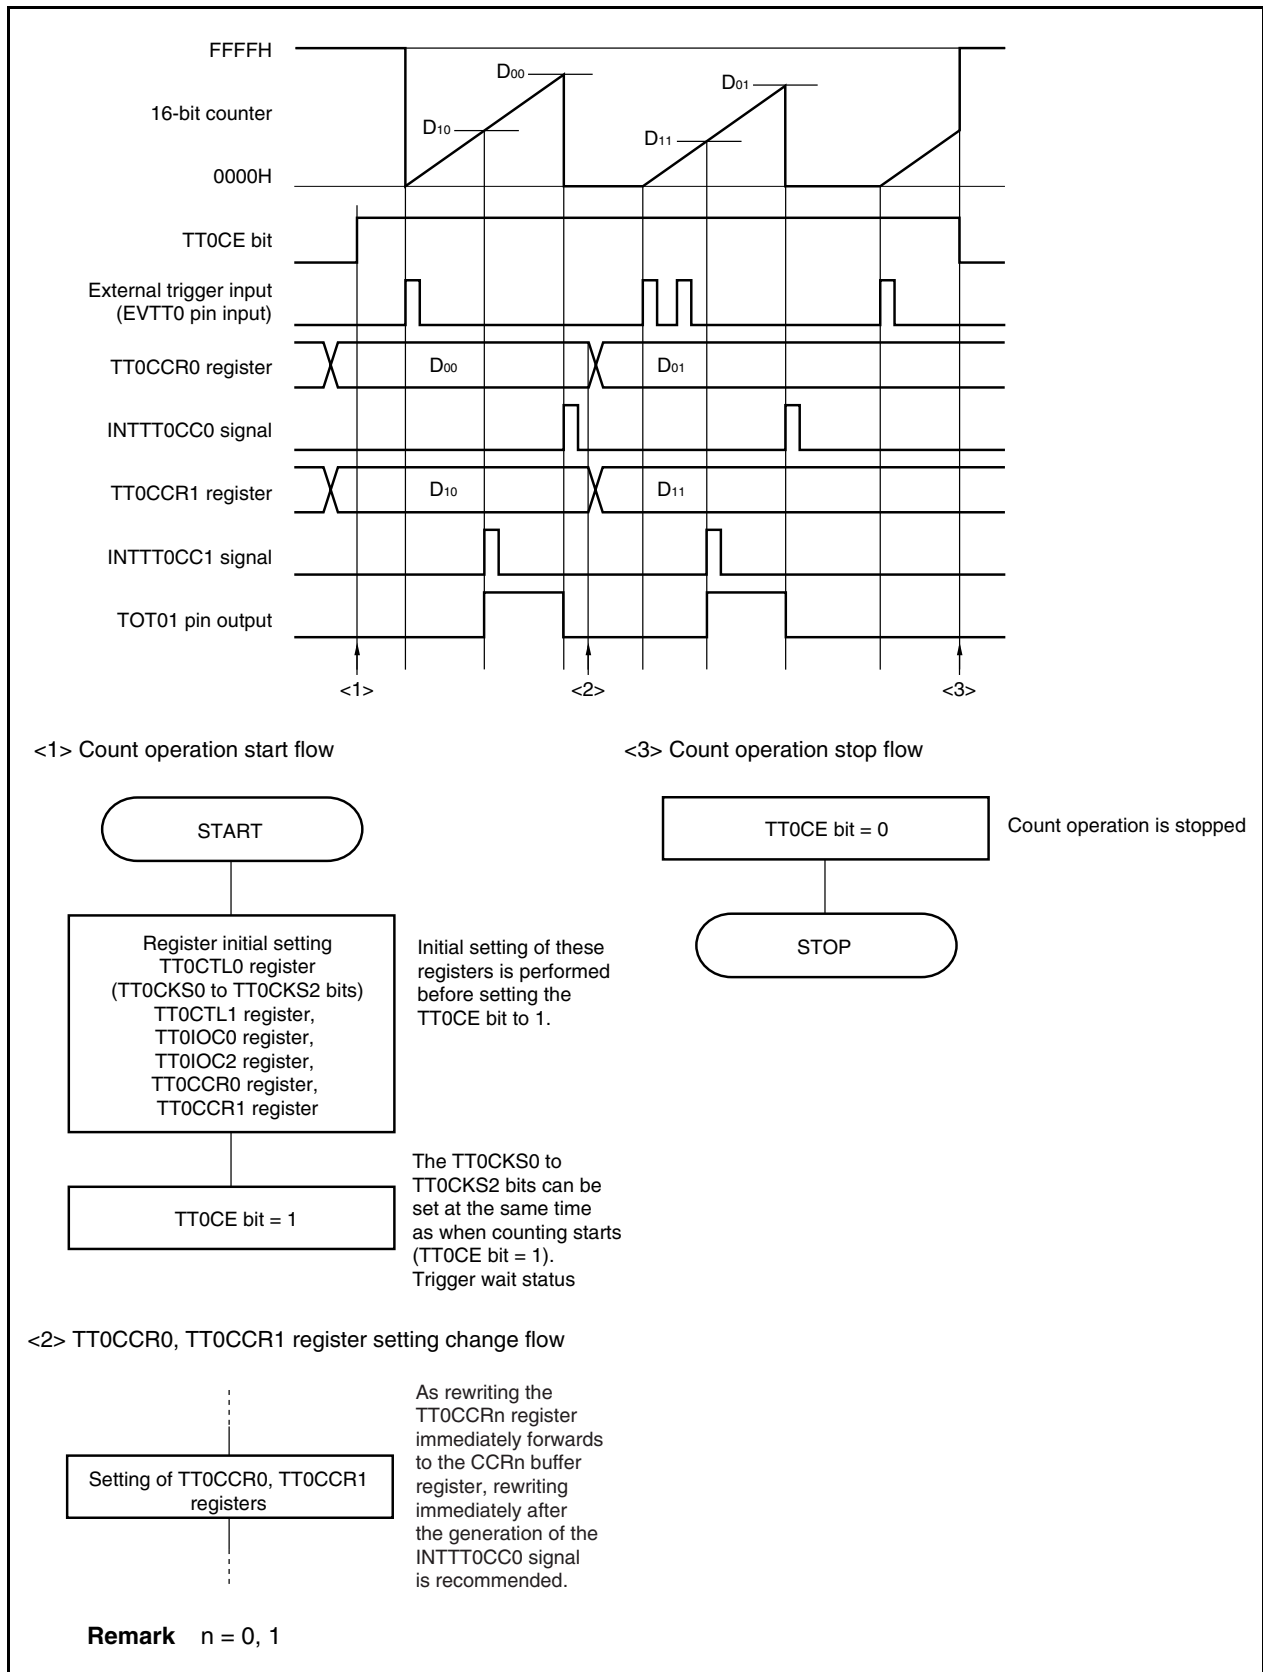 FFFFH
16-bit counter
0000H
D00
D10
D01
D11
TT0CE bit
External trigger input
(EVTT0 pin input)
TT0CCR0 register
D00
D01
INTTT0CC0 signal
TT0CCR1 register
D10
D11
INTTT0CC1 signal
TOT01 pin output
<1>
<2>
<3>
<1> Count operation start flow
START
Register initial setting
TT0CTL0 register
(TT0CKS0 to TT0CKS2 bits)
TT0CTL1 register,
TT0IOC0 register,
TT0IOC2 register,
TT0CCR0 register,
TT0CCR1 register
Initial setting of these
registers is performed
before setting the
TT0CE bit to 1.
TT0CE bit = 1
The TT0CKS0 to
TT0CKS2 bits can be
set at the same time
as when counting starts
(TT0CE bit = 1).
Trigger wait status
<3> Count operation stop flow
TT0CE bit = 0
Count operation is stopped
STOP
<2> TT0CCR0, TT0CCR1 register setting change flow
Setting of TT0CCR0, TT0CCR1
registers
As rewriting the
TT0CCRn register
immediately forwards
to the CCRn buffer
register, rewriting
immediately after
the generation of the
INTTT0CC0 signal
is recommended.
Remark n = 0, 1